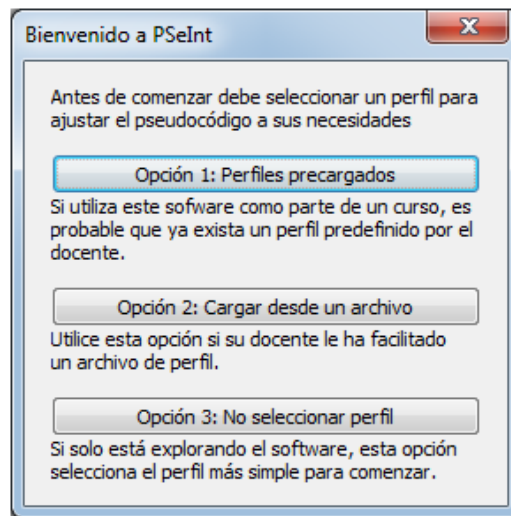 Bienvenido a PSeInt
Antes de comenzar debe seleccionar un perfil para
ajustar el pseudocódigo a sus necesidades
Opción 1: Perfiles precargados
Si utiliza este sofware como parte de un curso, es
probable que ya exista un perfil predefinido por el
docente.
Opción 2: Cargar desde un archivo
Utilice esta opción si su docente le ha facilitado
un archivo de perfil.
Opción 3: No seleccionar perfil
Si solo está explorando el software, esta opción
selecciona el perfil más simple para comenzar.